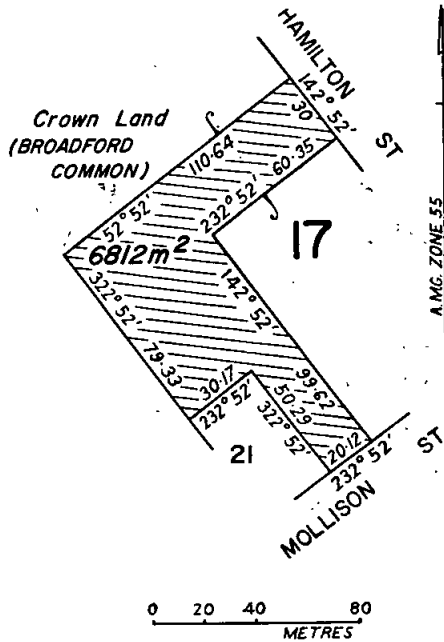 HAMILTON
ST
142° 52'
30
Crown Land
(BROADFORD
COMMON)
110·64
52° 52'
60·35
232° 52'
17
6812m²
A.M.G. ZONE 55
142° 52'
322° 52'
79·33
99·62
30·17
232° 52'
50·29
322° 52'
21
20·12
232° 52'
ST
MOLLISON
0 20 40 80
METRES